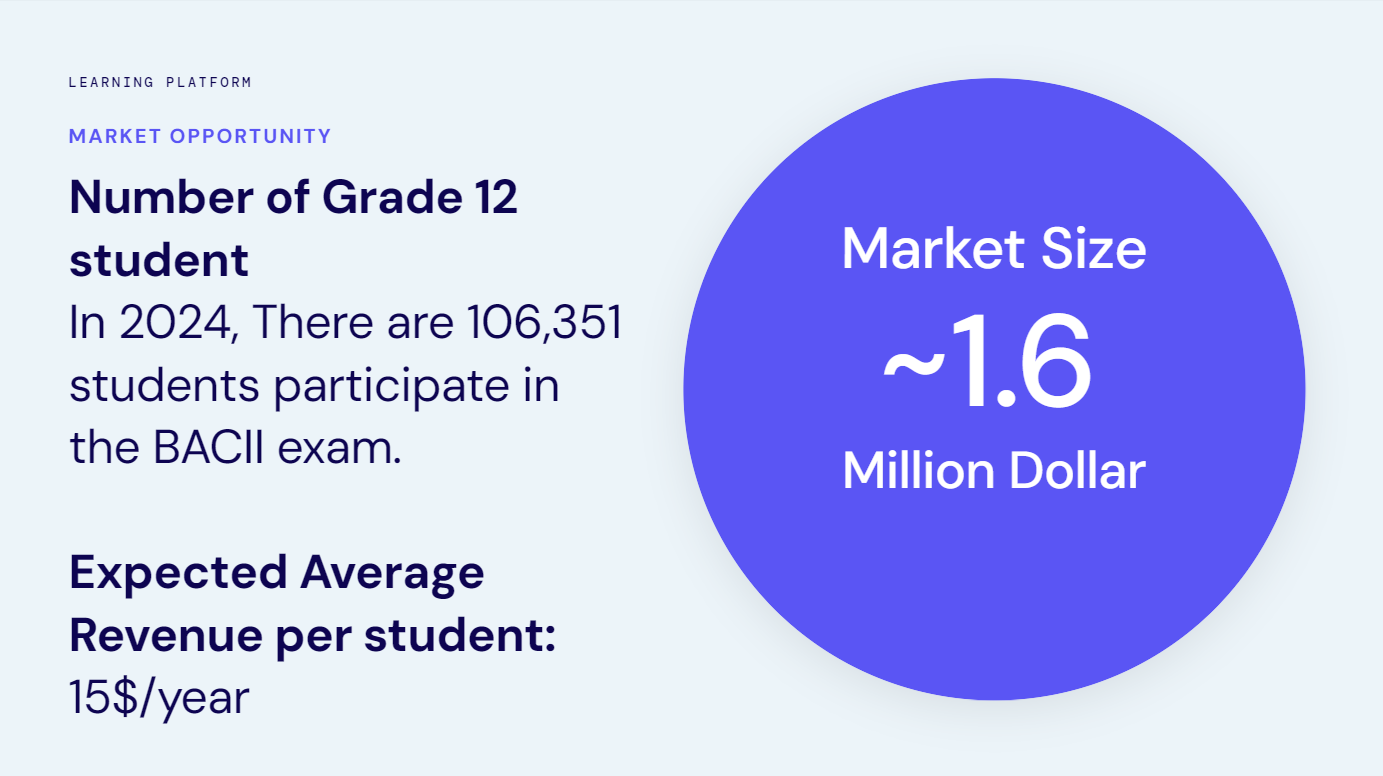 LEARNING PLATFORM
MARKET OPPORTUNITY
Number of Grade 12
student
In 2024, There are 106,351
students participate in
the BACII exam.
Expected Average
Revenue per student:
15$/year
Market Size
~1.6
Million Dollar